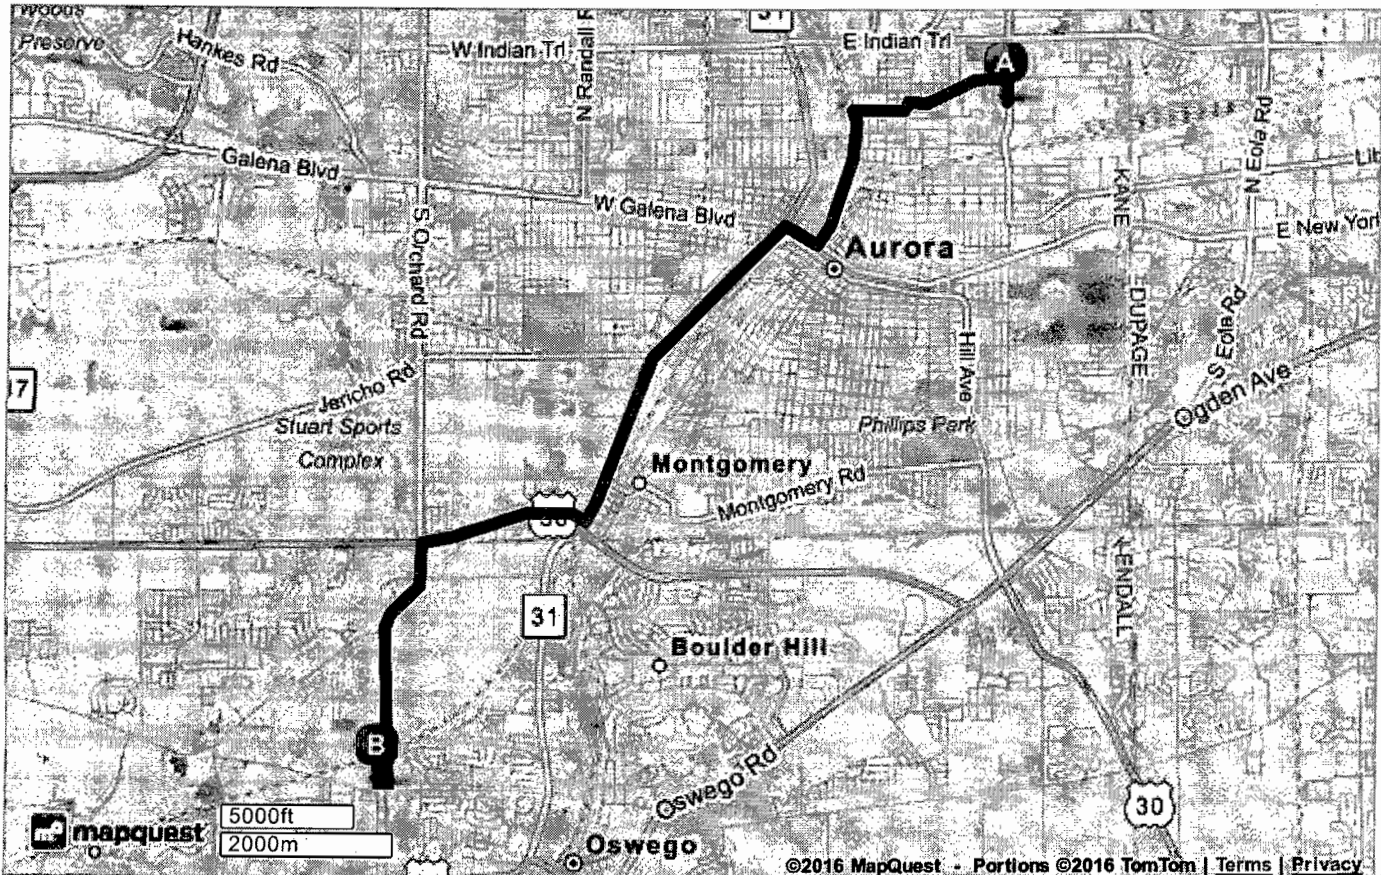 Preserve
Hankes Rd
W Indian Trl
N Randall R
31
E Indian Trl
A
N Eola Rd
Galena Blvd
S Orchard Rd
W Galena Blvd
KANE
Lib
E New York
Aurora
DUPAGE
S Eola Rd
Hill Ave
Jericho Rd
Stuart Sports
Complex
Phillips Park
Ogden Ave
Montgomery
Montgomery Rd
30
31
KENDALL
Boulder Hill
B
Oswego Rd
30
mapquest
5000ft
2000m
Oswego
©2016 MapQuest - Portions ©2016 TomTom | Terms | Privacy